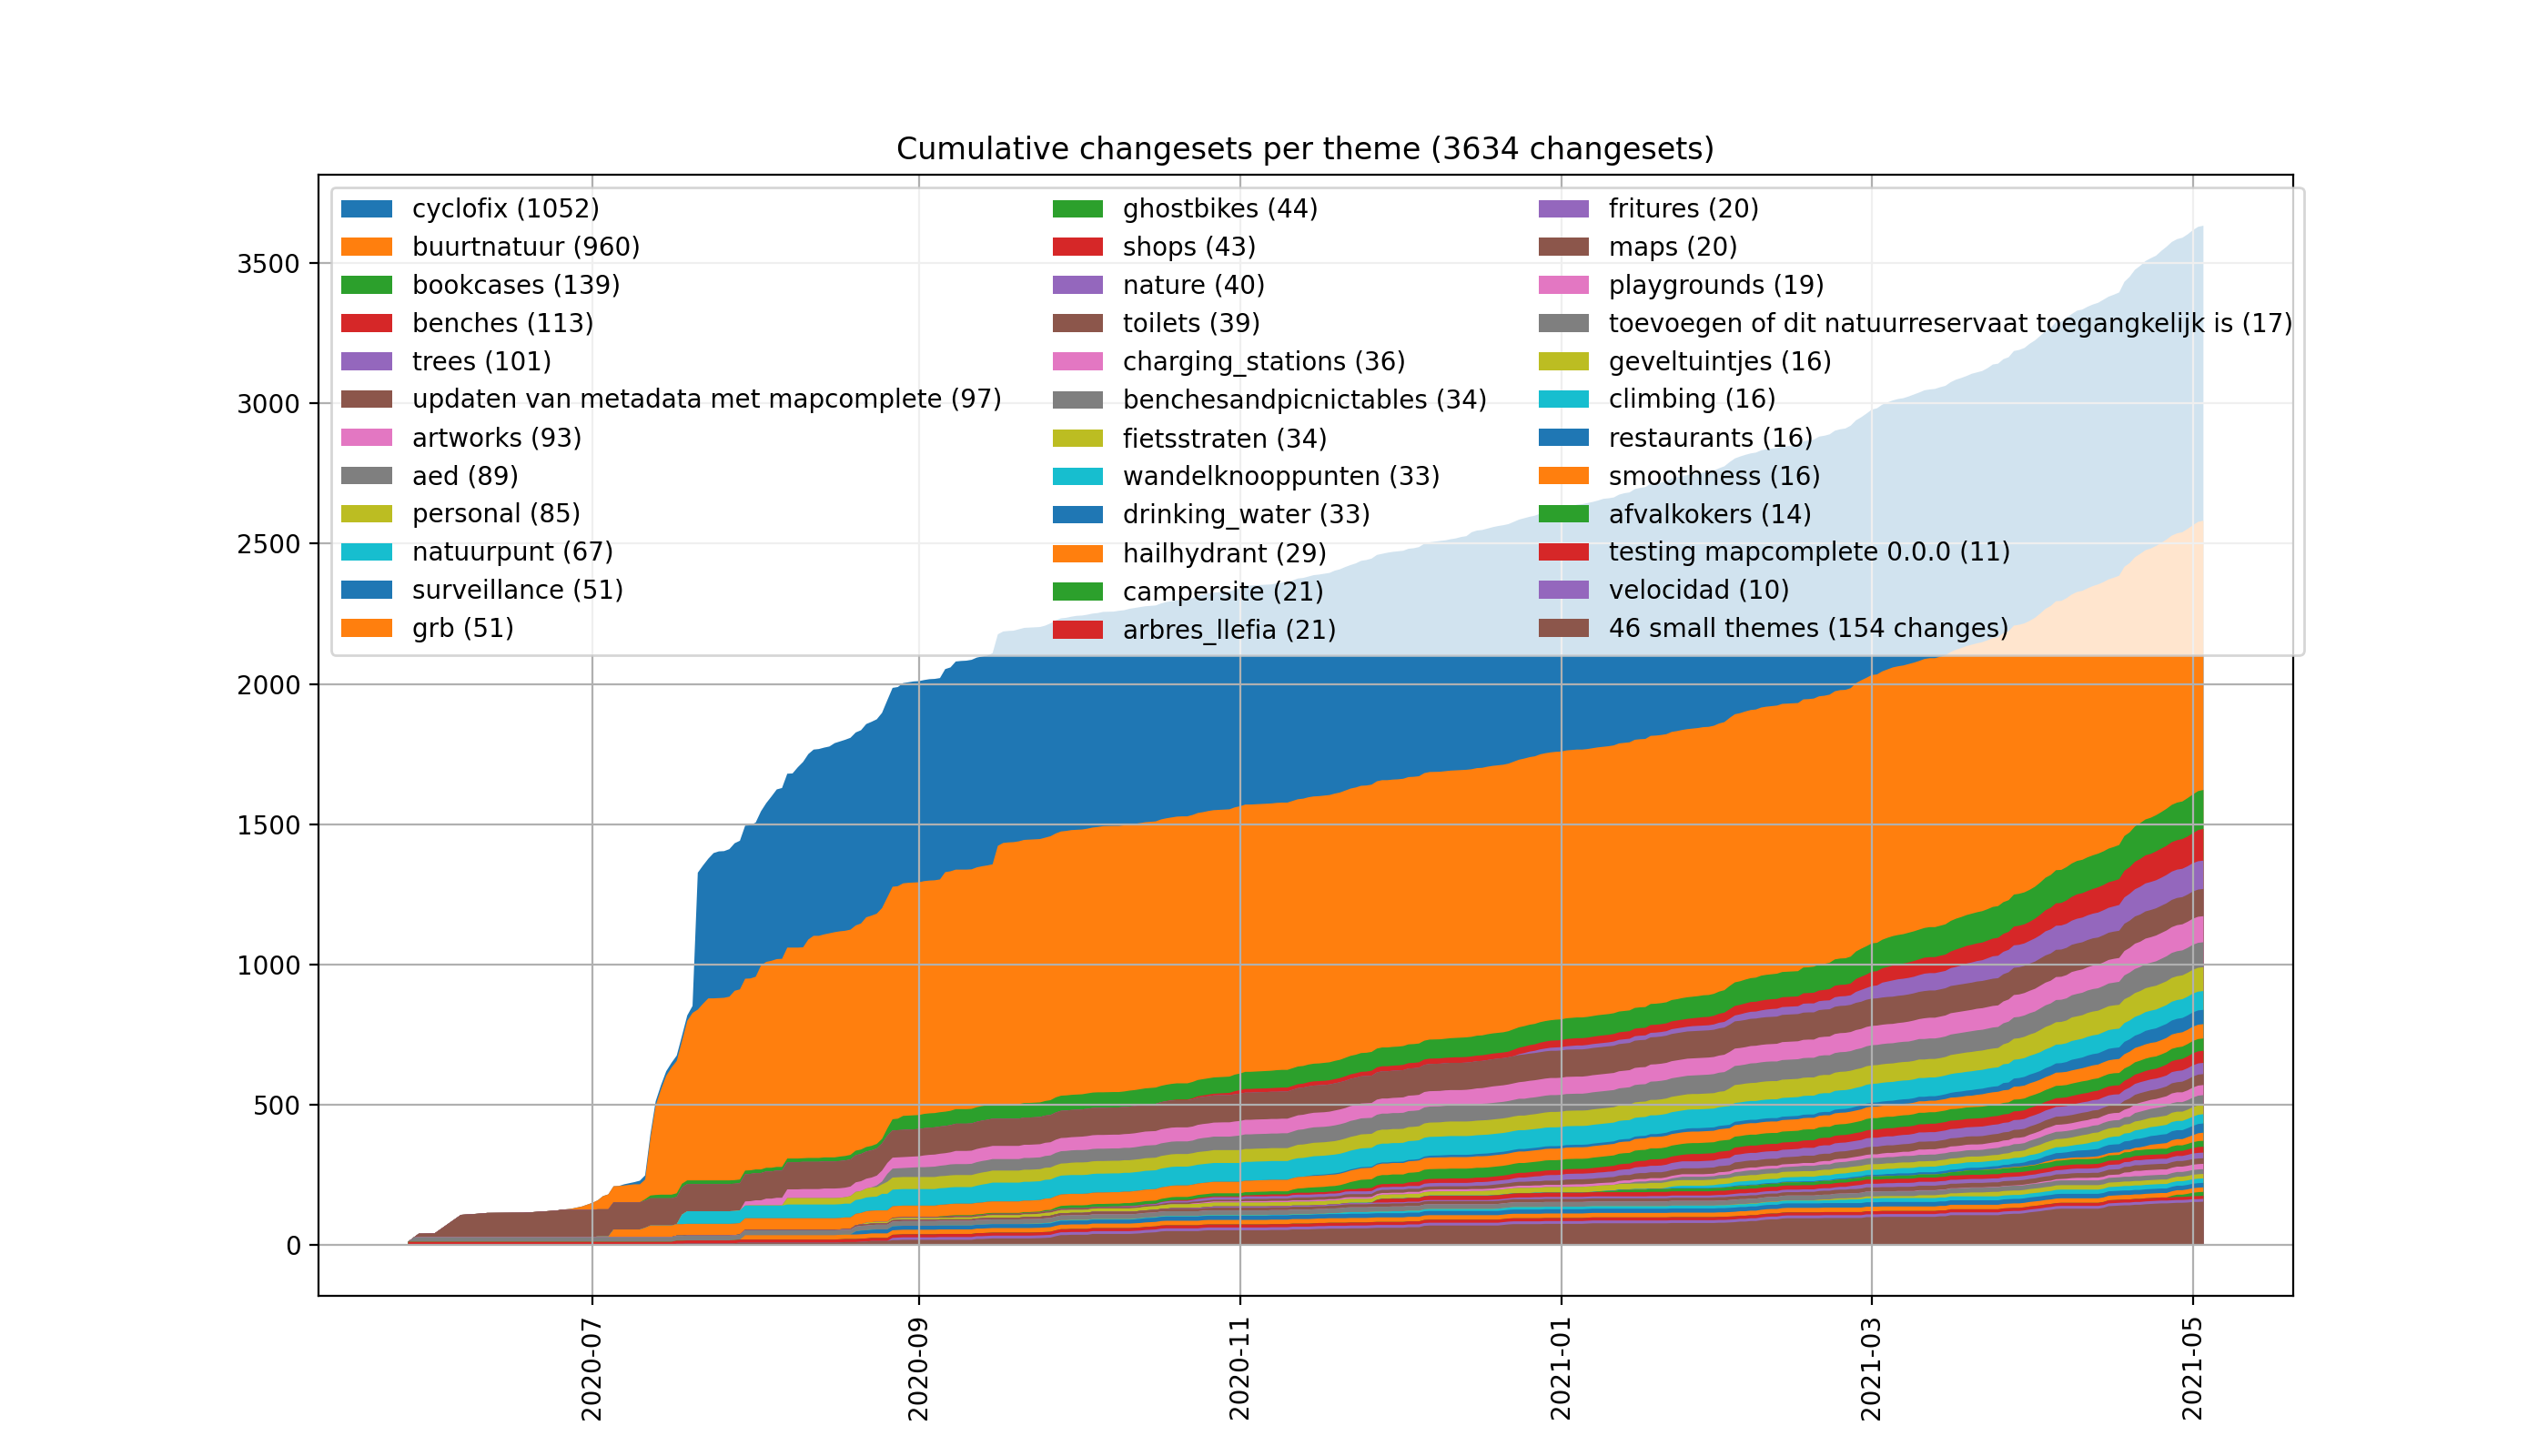 Cumulative changesets per theme (3634 changesets)
cyclofix (1052)
buurtnatuur (960)
bookcases (139)
benches (113)
trees (101)
updaten van metadata met mapcomplete (97)
artworks (93)
aed (89)
personal (85)
natuurpunt (67)
surveillance (51)
grb (51)
ghostbikes (44)
shops (43)
nature (40)
toilets (39)
charging_stations (36)
benchesandpicnictables (34)
fietsstraten (34)
wandelknooppunten (33)
drinking_water (33)
hailhydrant (29)
campersite (21)
arbres_llefia (21)
fritures (20)
maps (20)
playgrounds (19)
toevoegen of dit natuurreservaat toegangkelijk is (17)
geveltuintjes (16)
climbing (16)
restaurants (16)
smoothness (16)
afvalkokers (14)
testing mapcomplete 0.0.0 (11)
velocidad (10)
46 small themes (154 changes)
3500
3000
2500
2000
1500
1000
500
0
2020-07
2020-09
2020-11
2021-01
2021-03
2021-05